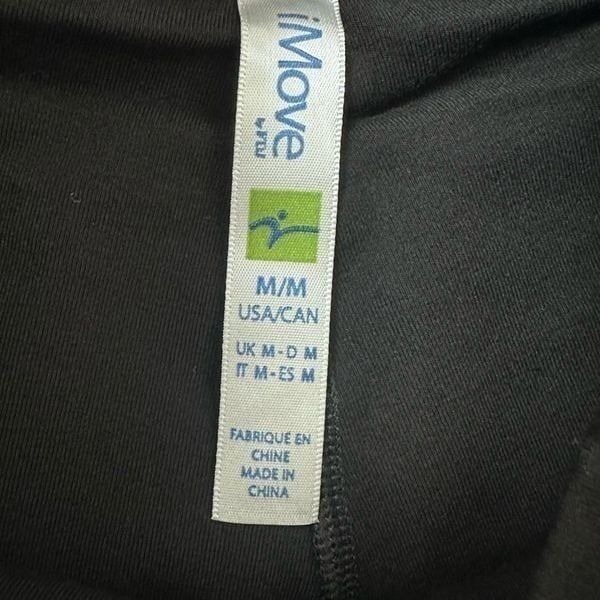 iMove
M/M
USA/CAN
UK M - D M
IT M - ES M
FABRIQUÉ EN
CHINE
MADE IN
CHINA